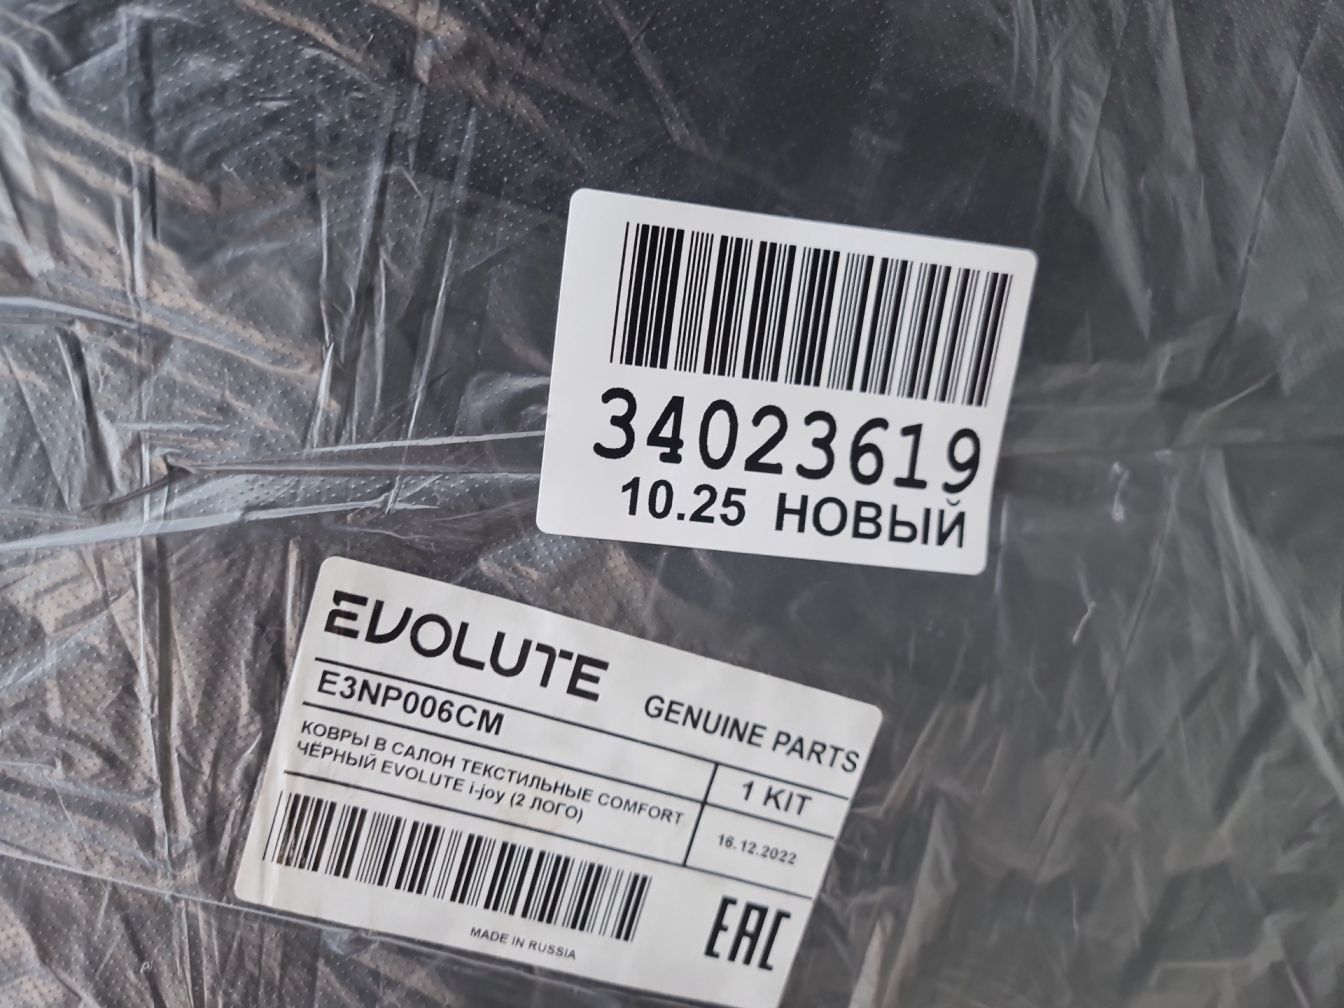 34023619
10.25 НОВЫЙ
EVOLUTE
GENUINE PARTS
E3NP006CM
1 KIT
КОВРЫ В САЛОН ТЕКСТИЛЬНЫЕ COMFORT
ЧЁРНЫЙ EVOLUTE i-joy (2 ЛОГО)
16.12.2022
EAC
MADE IN RUSSIA